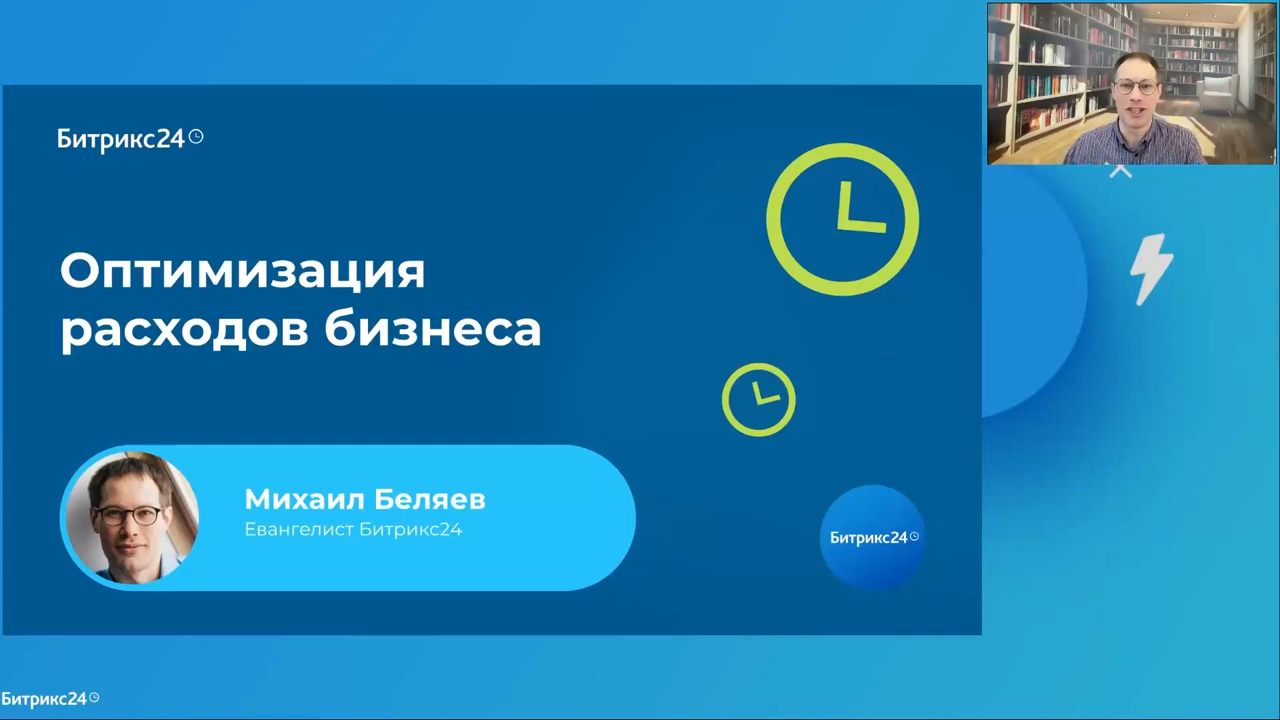 Битрикс24
Оптимизация
расходов бизнеса
Михаил Беляев
Евангелист Битрикс24
Битрикс24
Битрикс24